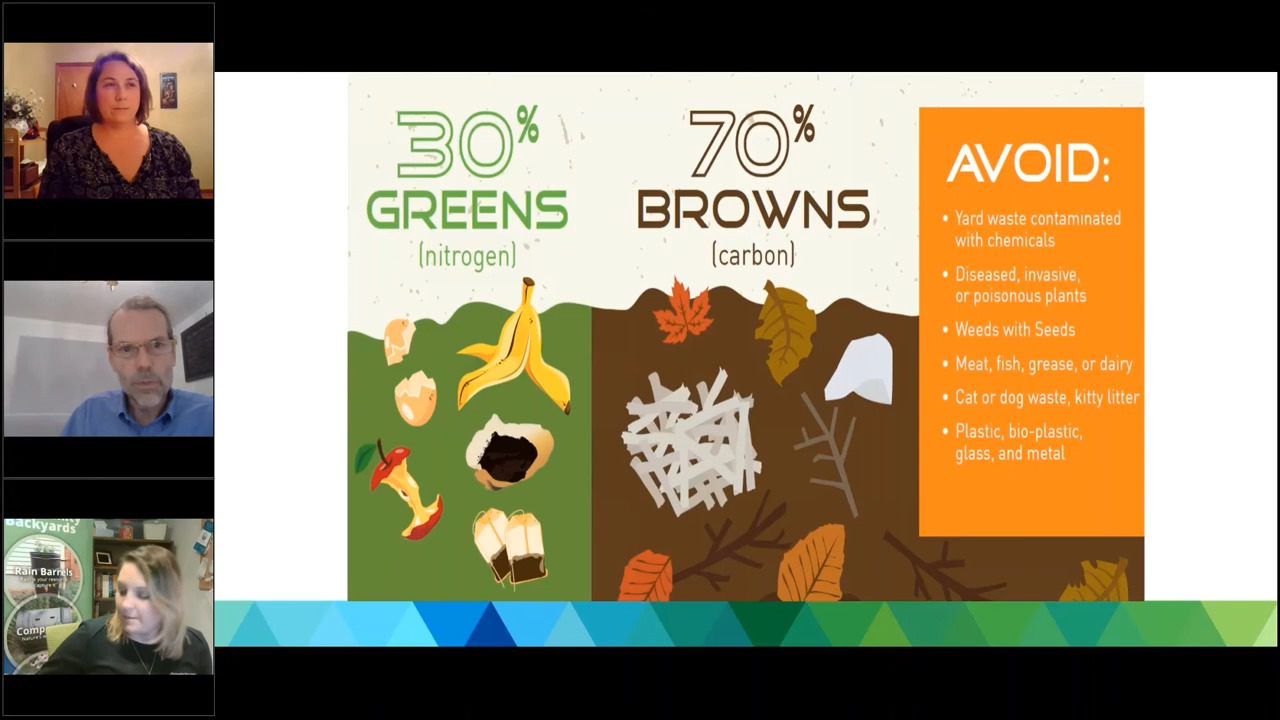 30%
GREENS
(nitrogen)
70%
BROWNS
(carbon)
AVOID:
• Yard waste contaminated
with chemicals
• Diseased, invasive,
or poisonous plants
• Weeds with Seeds
• Meat, fish, grease, or dairy
• Cat or dog waste, kitty litter
• Plastic, bio-plastic,
glass, and metal
Backyards
Rain Barrels